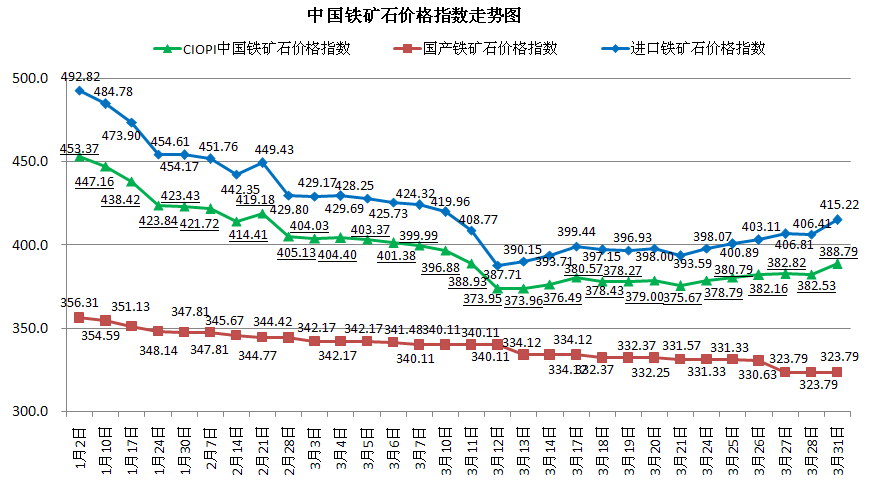 中国铁矿石价格指数走势图
CIOPI中国铁矿石价格指数 国产铁矿石价格指数 进口铁矿石价格指数
500.0
450.0
400.0
350.0
300.0
492.82 484.78 473.90 454.61 454.17 451.76 442.35 449.43 429.80 429.17 429.69 428.25 425.73 424.32 419.96 408.77 387.71 390.15 393.71 399.44 397.15 396.93 398.00 393.59 398.07 400.89 403.11 406.81 406.41 415.22
453.37 447.16 438.42 423.84 423.43 421.72 414.41 419.18 405.13 404.03 404.40 403.37 401.38 399.99 396.88 388.93 373.95 373.96 376.49 380.57 378.43 378.27 379.00 375.67 378.79 380.79 382.16 382.82 382.53 388.79
356.31 354.59 351.13 348.14 347.81 347.81 345.67 344.77 344.42 342.17 342.17 342.17 341.48 340.11 340.11 340.11 340.11 334.12 334.12 334.12 332.37 332.37 332.25 331.57 331.33 331.33 330.63 323.79 323.79 323.79
1月2日 1月10日 1月17日 1月24日 1月30日 2月7日 2月14日 2月21日 2月28日 3月3日 3月4日 3月5日 3月6日 3月7日 3月10日 3月11日 3月12日 3月13日 3月14日 3月17日 3月18日 3月19日 3月20日 3月21日 3月24日 3月25日 3月26日 3月27日 3月28日 3月31日